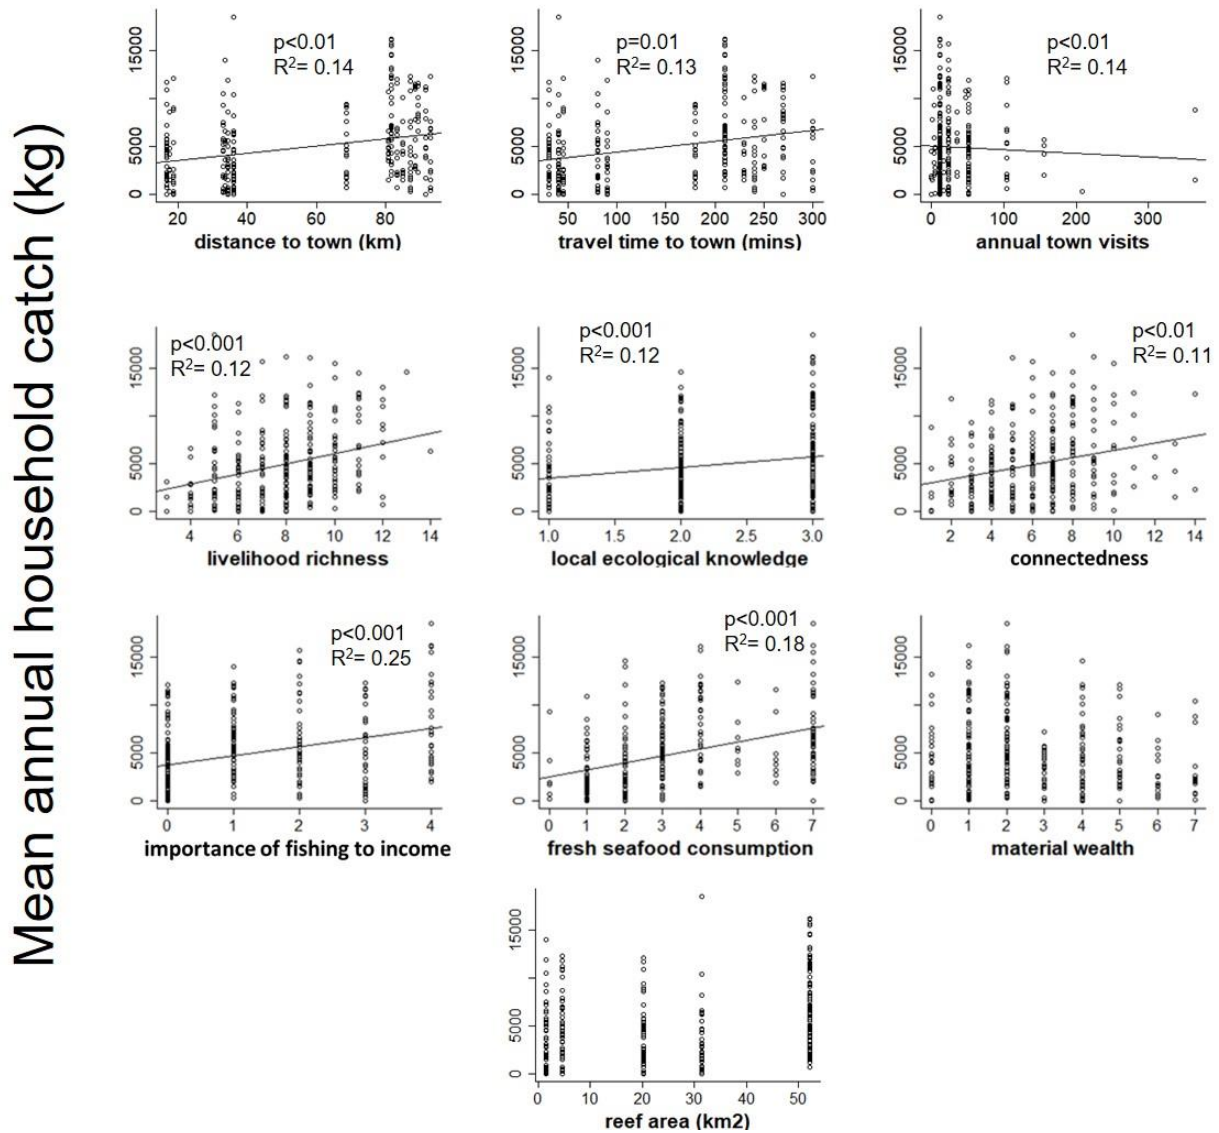 Mean annual household catch (kg)
p<0.01
R²= 0.14
0 5000 15000
20 40 60 80
distance to town (km)
p=0.01
R²= 0.13
0 5000 15000
50 100 150 200 250 300
travel time to town (mins)
p<0.01
R²= 0.14
0 5000 15000
0 100 200 300
annual town visits
p<0.001
R²= 0.12
0 5000 15000
4 6 8 10 12 14
livelihood richness
p<0.001
R²= 0.12
0 5000 15000
1.0 1.5 2.0 2.5 3.0
local ecological knowledge
p<0.01
R²= 0.11
0 5000 15000
2 4 6 8 10 12 14
connectedness
p<0.001
R²= 0.25
0 5000 15000
0 1 2 3 4
importance of fishing to income
p<0.001
R²= 0.18
0 5000 15000
0 1 2 3 4 5 6 7
fresh seafood consumption
0 5000 15000
0 1 2 3 4 5 6 7
material wealth
0 5000 15000
0 10 20 30 40 50
reef area (km2)